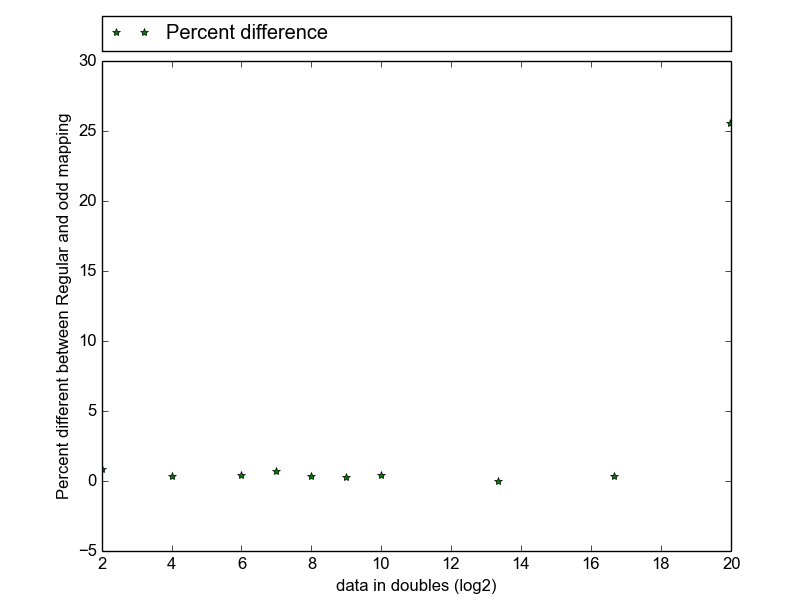 Percent difference
30
25
20
15
10
5
0
−5
Percent different between Regular and odd mapping
2 4 6 8 10 12 14 16 18 20
data in doubles (log2)